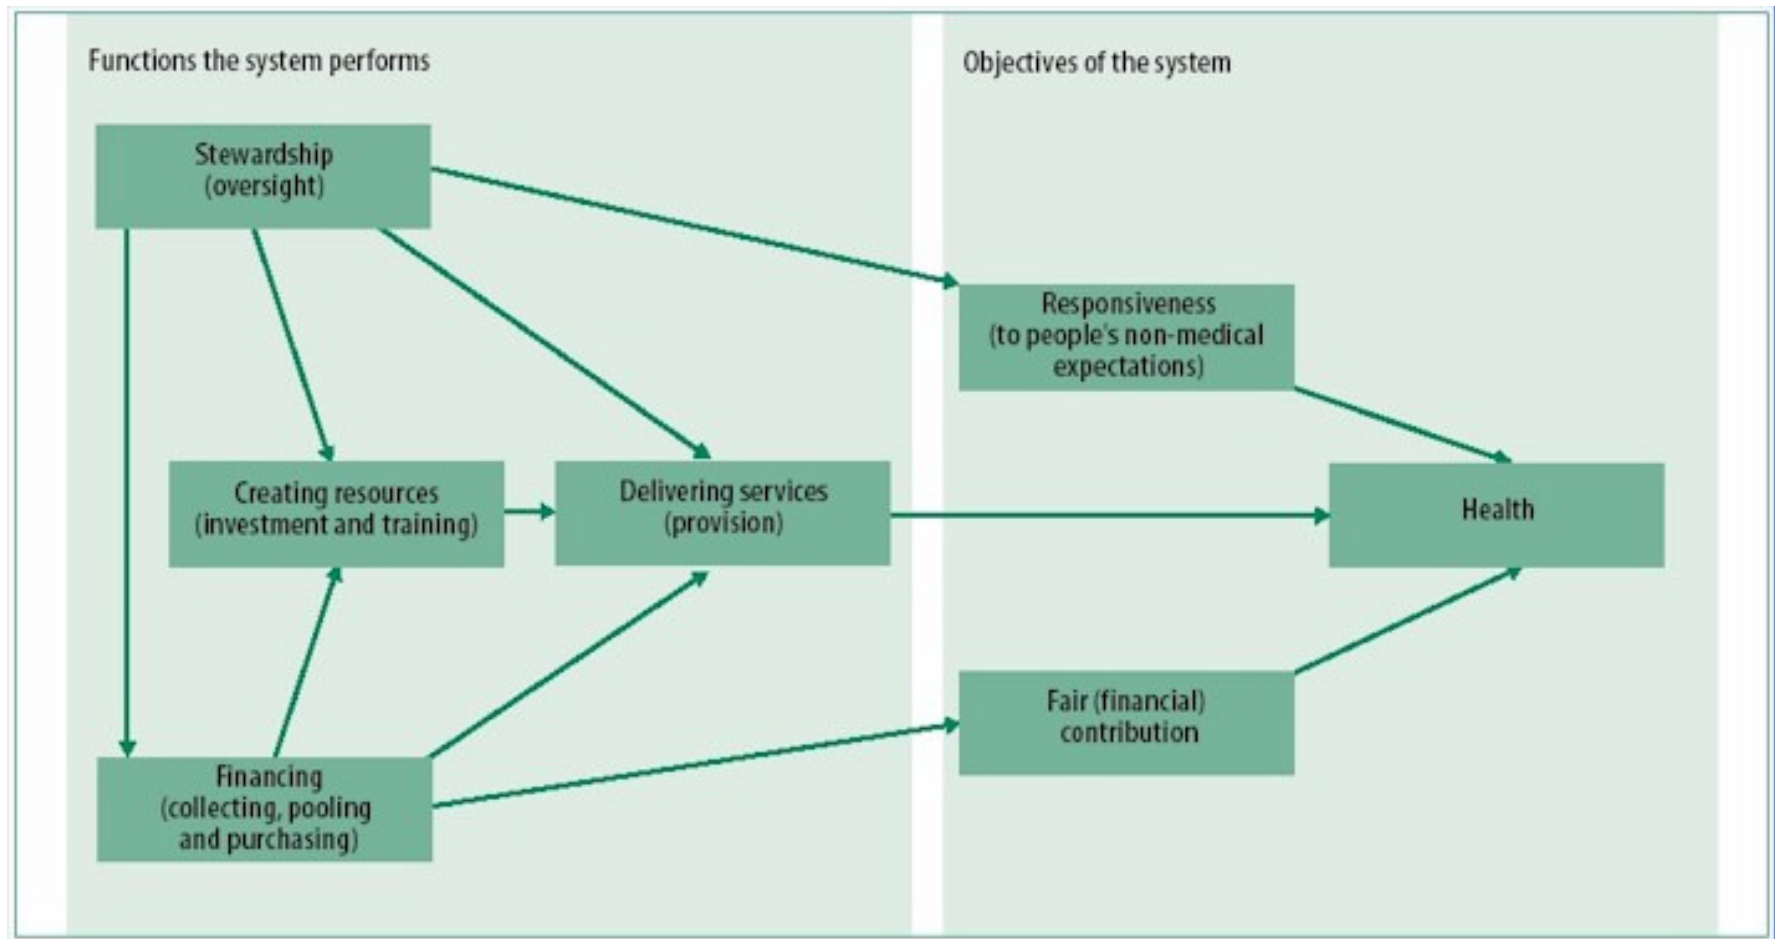 Functions the system performs
Objectives of the system
Stewardship
(oversight)
Responsiveness
(to people's non-medical
expectations)
Creating resources
(investment and training)
Delivering services
(provision)
Health
Fair (financial)
contribution
Financing
(collecting, pooling
and purchasing)